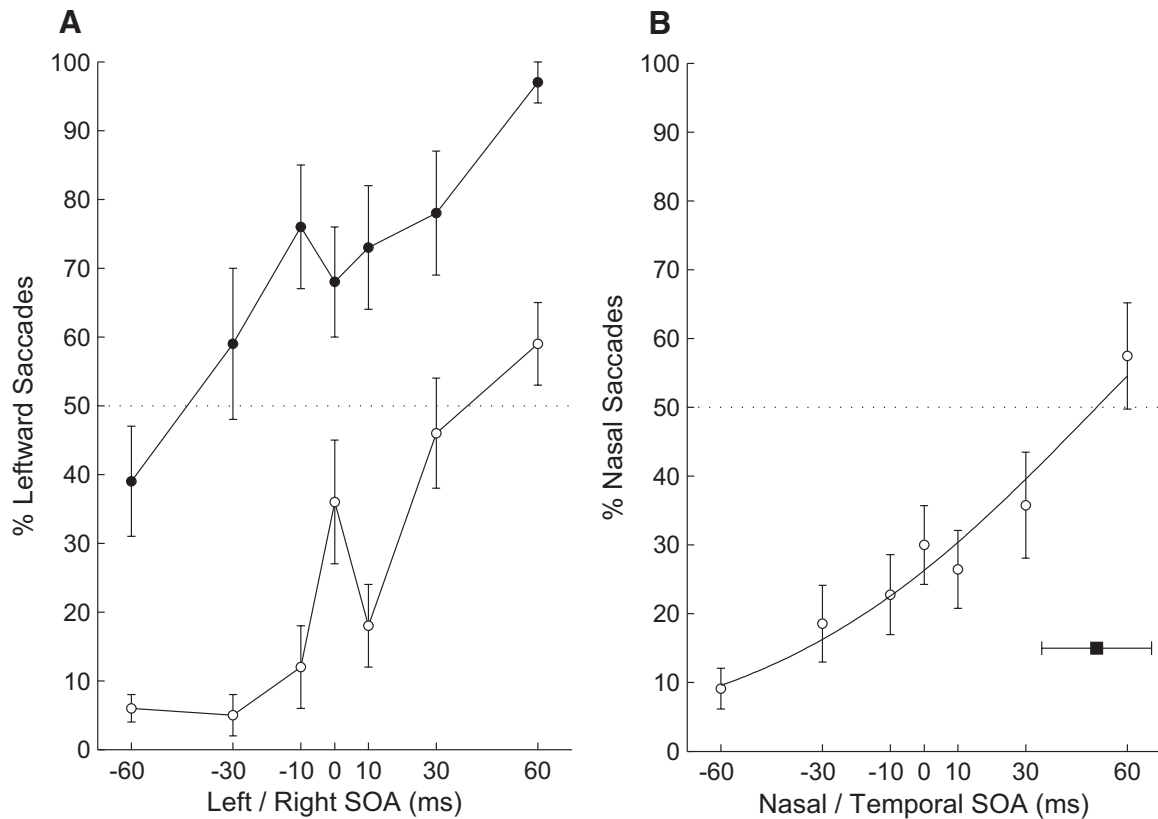 A
100
90
80
70
60
50
40
30
20
10
0
% Leftward Saccades
-60 -30 -10 0 10 30 60
Left / Right SOA (ms)
B
100
90
80
70
60
50
40
30
20
10
0
% Nasal Saccades
-60 -30 -10 0 10 30 60
Nasal / Temporal SOA (ms)